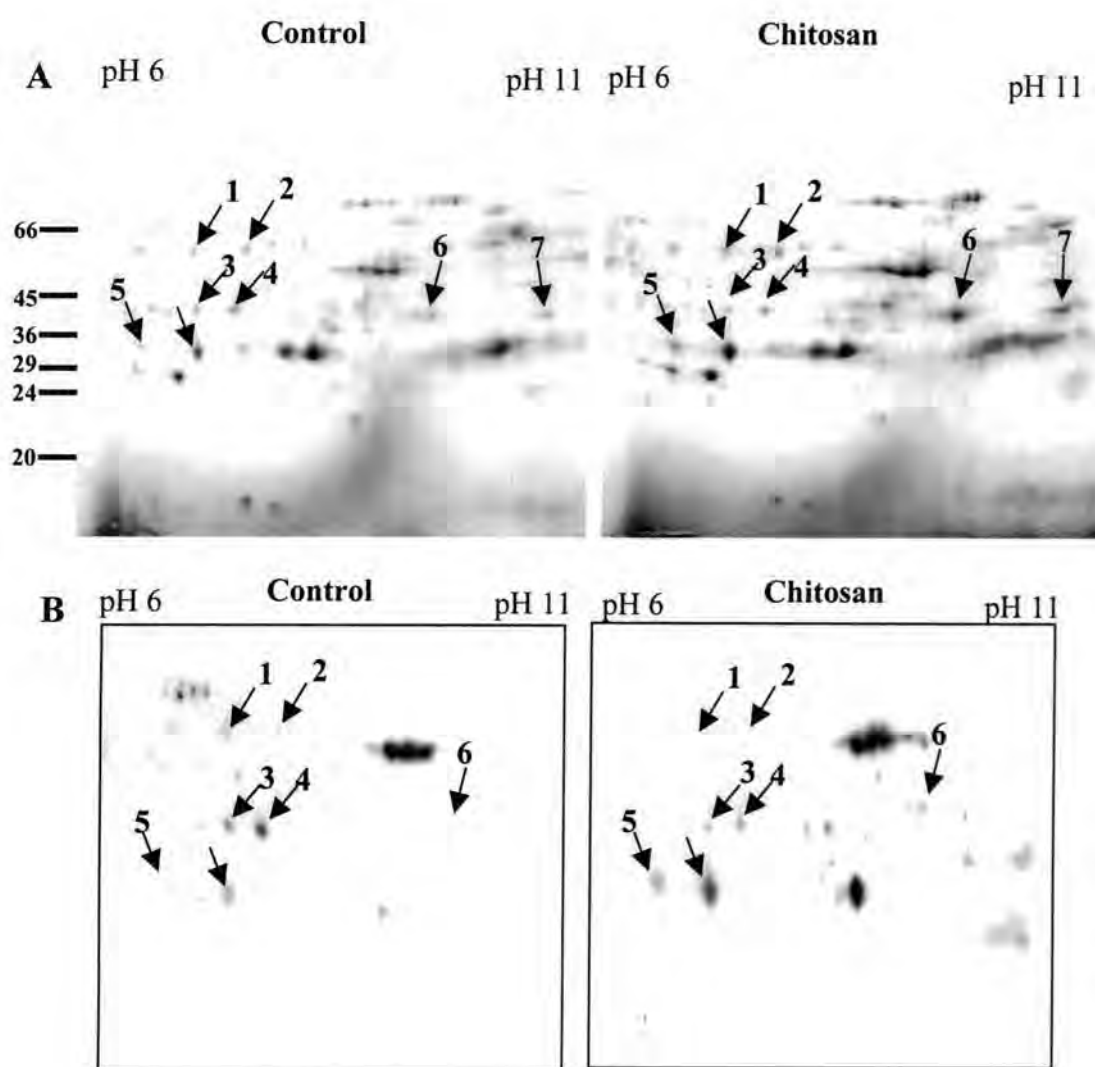 Control Chitosan
A pH 6 pH 11 pH 6 pH 11
1 2 1 2
66
6 7 6 7
3 4 3 4
45
5 5
36
29
24
20
B pH 6 Control pH 11 pH 6 Chitosan pH 11
1 2 1 2
6 6
3 4 3 4
5 5